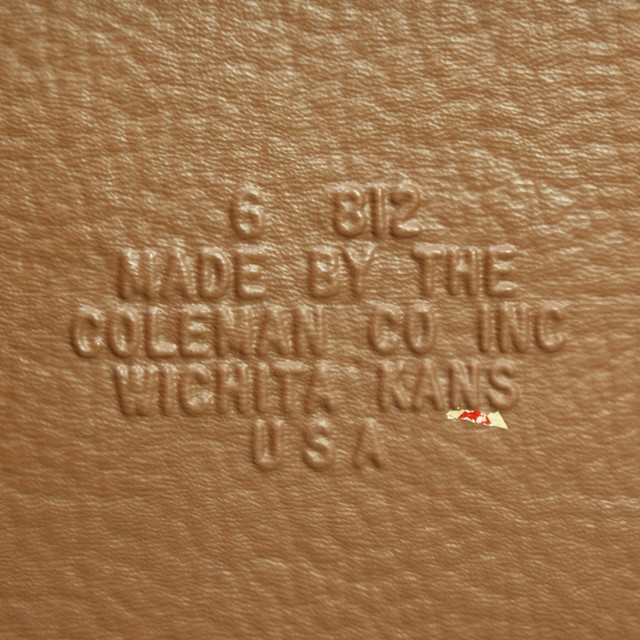 6 812
MADE BY THE
COLEMAN CO INC
WICHITA KANS
USA